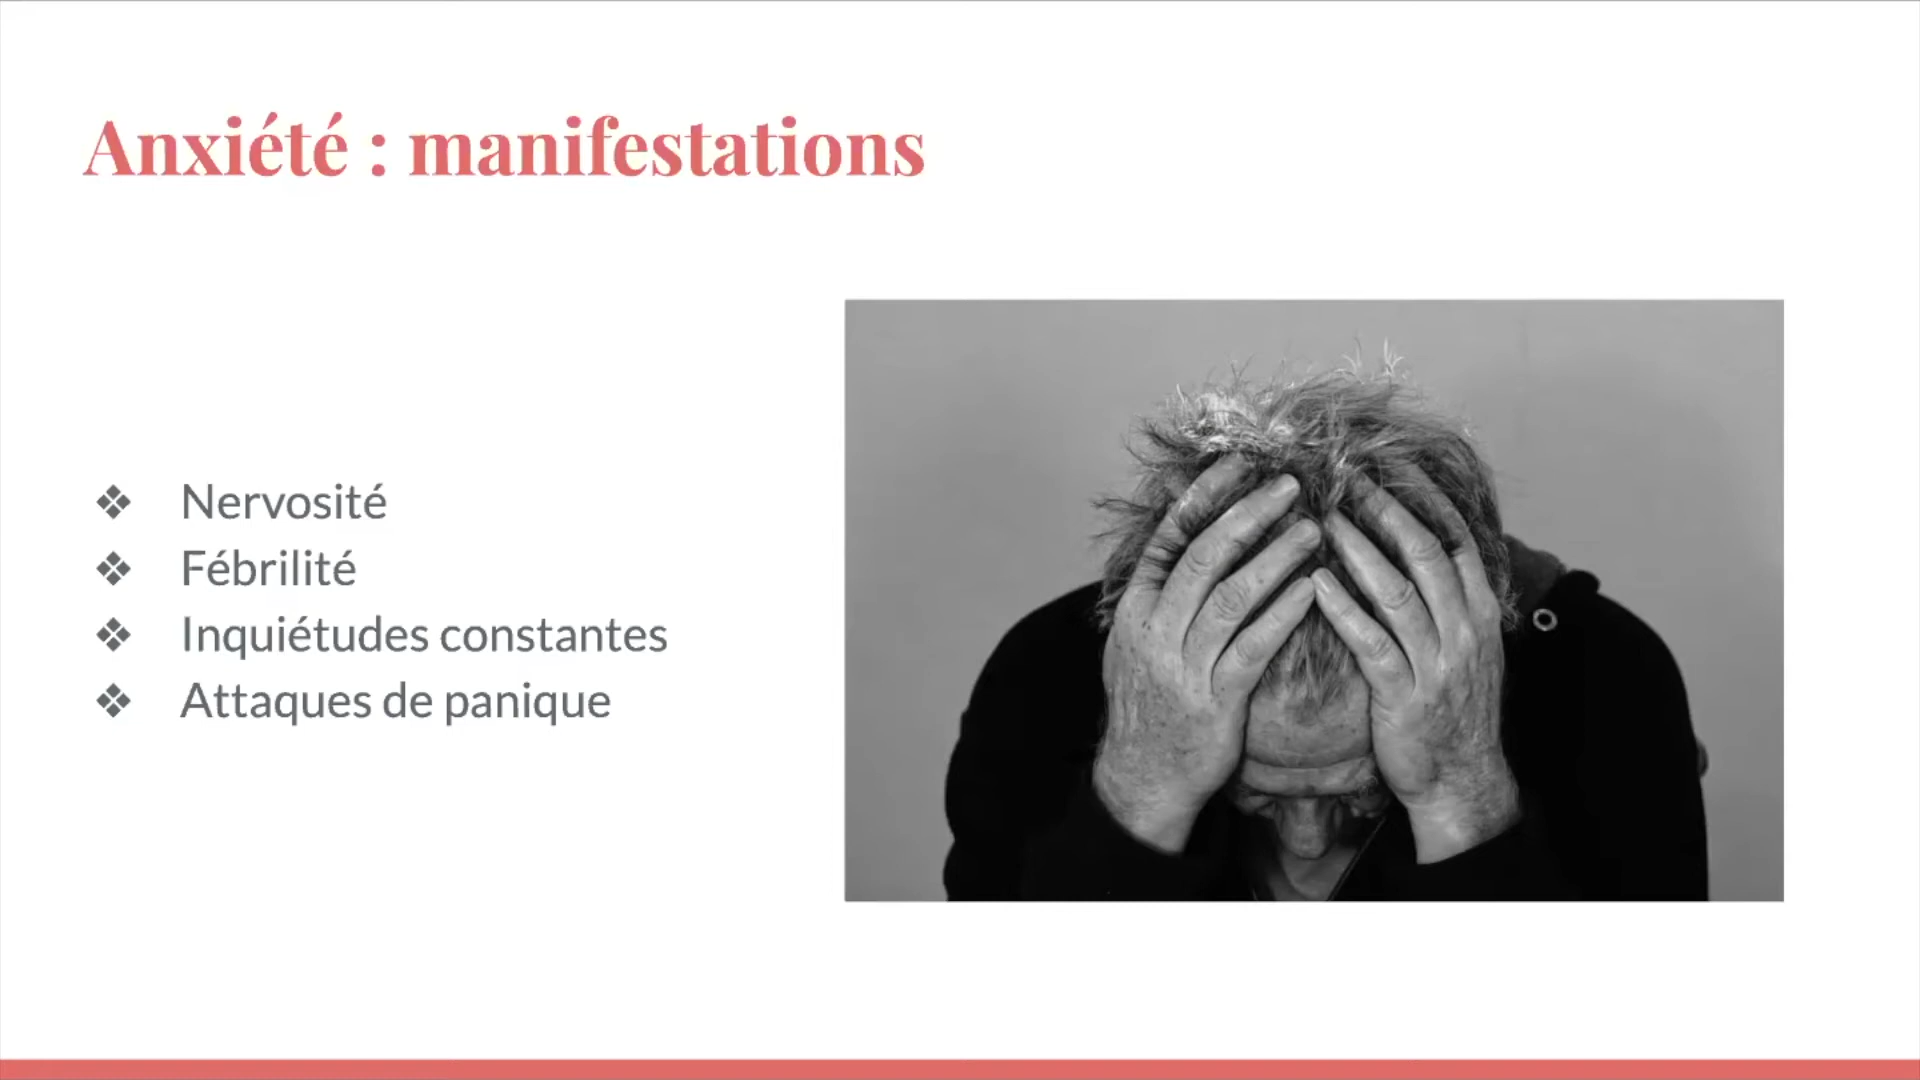 Anxiété : manifestations
❖ Nervosité
❖ Fébrilité
❖ Inquiétudes constantes
❖ Attaques de panique